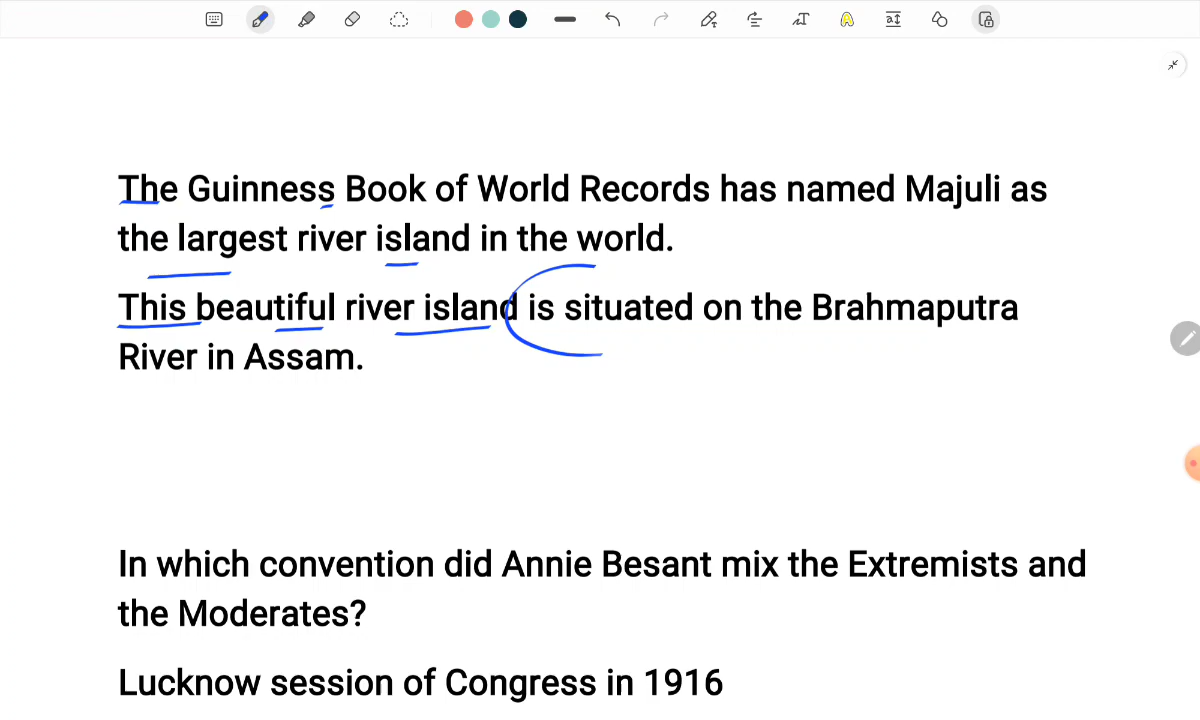 The Guinness Book of World Records has named Majuli as
the largest river island in the world.
This beautiful river island is situated on the Brahmaputra
River in Assam.
In which convention did Annie Besant mix the Extremists and
the Moderates?
Lucknow session of Congress in 1916